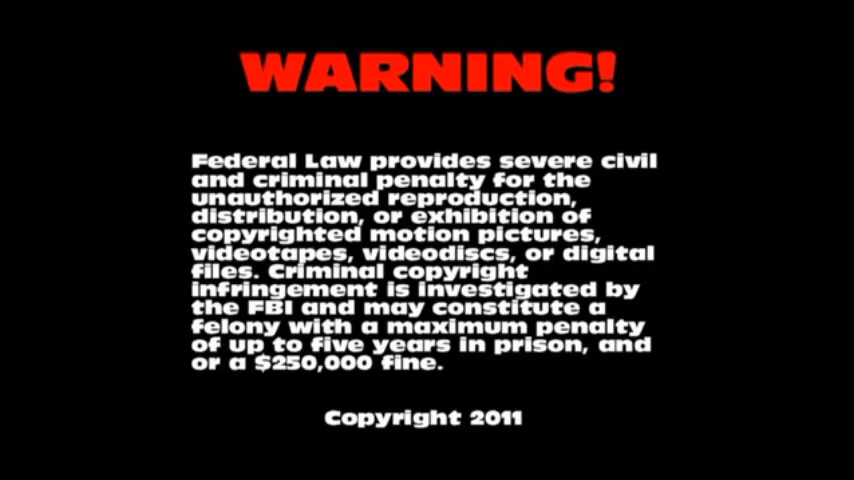 WARNING!
Federal Law provides severe civil
and criminal penalty for the
unauthorized reproduction,
distribution, or exhibition of
copyrighted motion pictures,
videotapes, videodiscs, or digital
files. Criminal copyright
infringement is investigated by
the FBI and may constitute a
felony with a maximum penalty
of up to five years in prison, and
or a $250,000 fine.
Copyright 2011